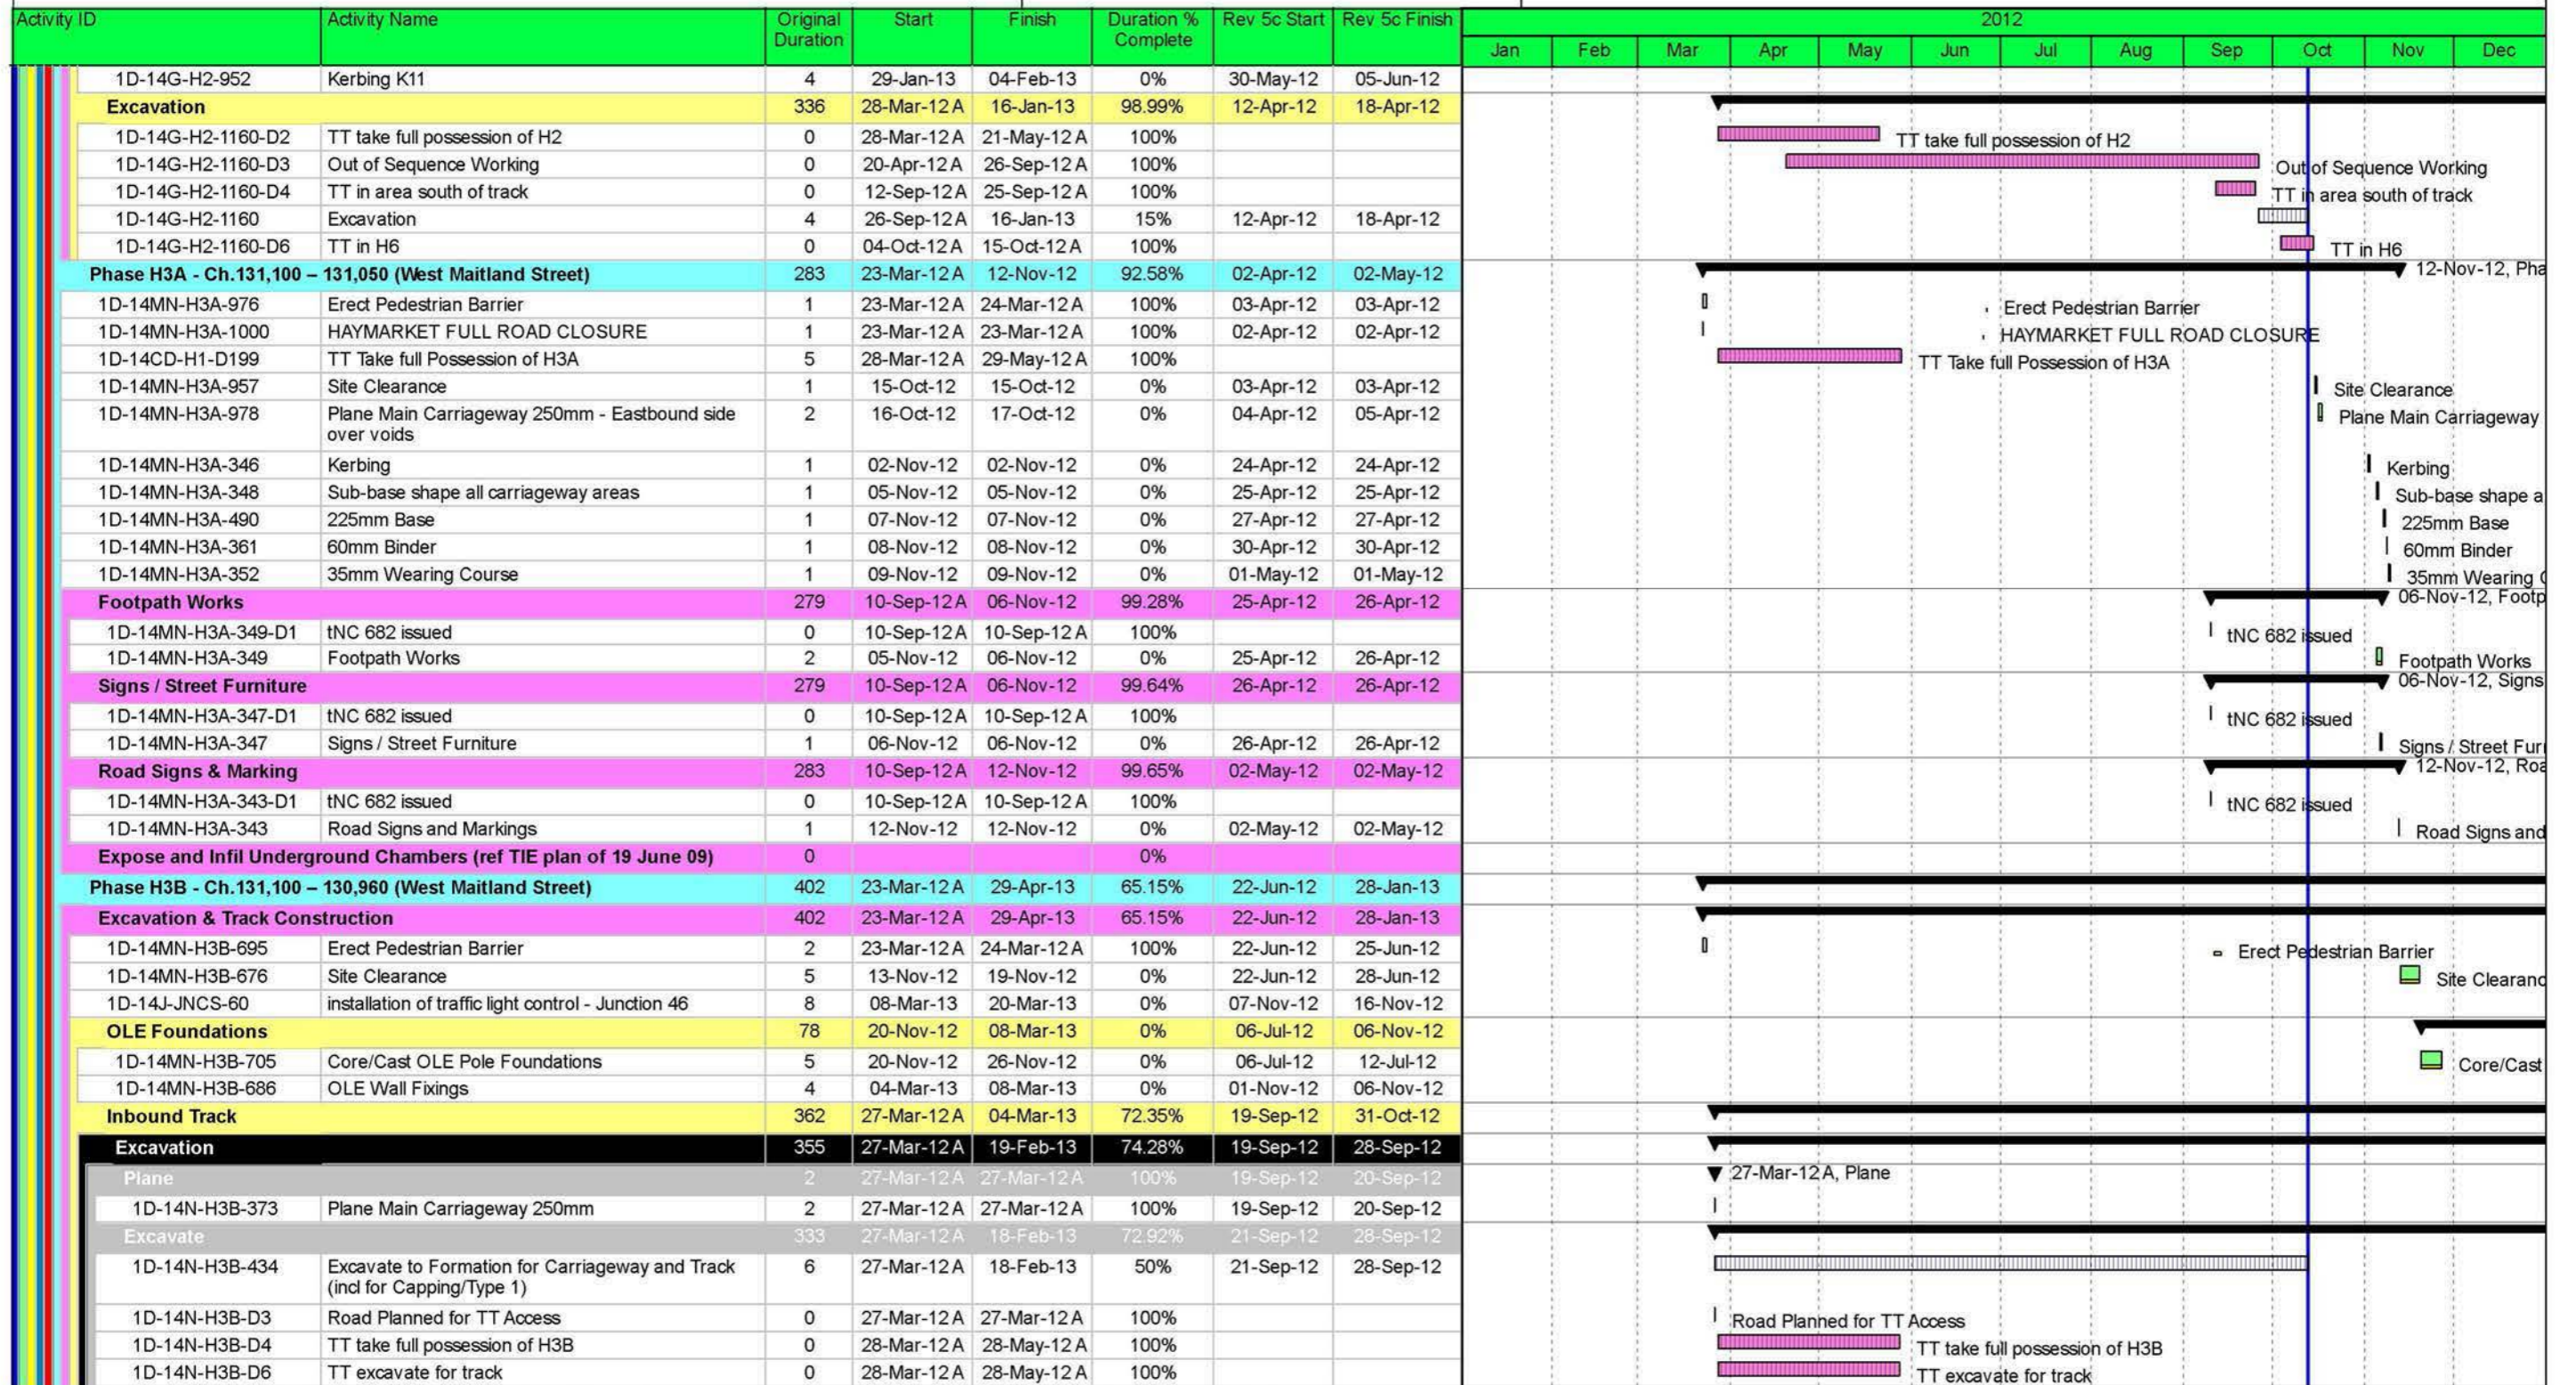 Activity ID Activity Name Original Duration Start Finish Duration % Complete Rev 5c Start Rev 5c Finish 2012
Jan Feb Mar Apr May Jun Jul Aug Sep Oct Nov Dec
1D-14G-H2-952 Kerbing K11 4 29-Jan-13 04-Feb-13 0% 30-May-12 05-Jun-12
Excavation 336 28-Mar-12 A 16-Jan-13 98.99% 12-Apr-12 18-Apr-12
1D-14G-H2-1160-D2 TT take full possession of H2 0 28-Mar-12 A 21-May-12 A 100% TT take full possession of H2
1D-14G-H2-1160-D3 Out of Sequence Working 0 20-Apr-12 A 26-Sep-12 A 100% Out of Sequence Working
1D-14G-H2-1160-D4 TT in area south of track 0 12-Sep-12 A 25-Sep-12 A 100% TT in area south of track
1D-14G-H2-1160 Excavation 4 26-Sep-12 A 16-Jan-13 15% 12-Apr-12 18-Apr-12
1D-14G-H2-1160-D6 TT in H6 0 04-Oct-12 A 15-Oct-12 A 100% TT in H6
Phase H3A - Ch.131,100 – 131,050 (West Maitland Street) 283 23-Mar-12 A 12-Nov-12 92.58% 02-Apr-12 02-May-12 12-Nov-12, Pha
1D-14MN-H3A-976 Erect Pedestrian Barrier 1 23-Mar-12 A 24-Mar-12 A 100% 03-Apr-12 03-Apr-12 Erect Pedestrian Barrier
1D-14MN-H3A-1000 HAYMARKET FULL ROAD CLOSURE 1 23-Mar-12 A 23-Mar-12 A 100% 02-Apr-12 02-Apr-12 HAYMARKET FULL ROAD CLOSURE
1D-14CD-H1-D199 TT Take full Possession of H3A 5 28-Mar-12 A 29-May-12 A 100% TT Take full Possession of H3A
1D-14MN-H3A-957 Site Clearance 1 15-Oct-12 15-Oct-12 0% 03-Apr-12 03-Apr-12 Site Clearance
1D-14MN-H3A-978 Plane Main Carriageway 250mm - Eastbound side 2 16-Oct-12 17-Oct-12 0% 04-Apr-12 05-Apr-12 Plane Main Carriageway
over voids
1D-14MN-H3A-346 Kerbing 1 02-Nov-12 02-Nov-12 0% 24-Apr-12 24-Apr-12 Kerbing
1D-14MN-H3A-348 Sub-base shape all carriageway areas 1 05-Nov-12 05-Nov-12 0% 25-Apr-12 25-Apr-12 Sub-base shape a
1D-14MN-H3A-490 225mm Base 1 07-Nov-12 07-Nov-12 0% 27-Apr-12 27-Apr-12 225mm Base
1D-14MN-H3A-361 60mm Binder 1 08-Nov-12 08-Nov-12 0% 30-Apr-12 30-Apr-12 60mm Binder
1D-14MN-H3A-352 35mm Wearing Course 1 09-Nov-12 09-Nov-12 0% 01-May-12 01-May-12 35mm Wearing C
Footpath Works 279 10-Sep-12 A 06-Nov-12 99.28% 25-Apr-12 26-Apr-12 06-Nov-12, Footp
1D-14MN-H3A-349-D1 tNC 682 issued 0 10-Sep-12 A 10-Sep-12 A 100% tNC 682 issued
1D-14MN-H3A-349 Footpath Works 2 05-Nov-12 06-Nov-12 0% 25-Apr-12 26-Apr-12 Footpath Works
Signs / Street Furniture 279 10-Sep-12 A 06-Nov-12 99.64% 26-Apr-12 26-Apr-12 06-Nov-12, Signs
1D-14MN-H3A-347-D1 tNC 682 issued 0 10-Sep-12 A 10-Sep-12 A 100% tNC 682 issued
1D-14MN-H3A-347 Signs / Street Furniture 1 06-Nov-12 06-Nov-12 0% 26-Apr-12 26-Apr-12 Signs / Street Furn
Road Signs & Marking 283 10-Sep-12 A 12-Nov-12 99.65% 02-May-12 02-May-12 12-Nov-12, Roa
1D-14MN-H3A-343-D1 tNC 682 issued 0 10-Sep-12 A 10-Sep-12 A 100% tNC 682 issued
1D-14MN-H3A-343 Road Signs and Markings 1 12-Nov-12 12-Nov-12 0% 02-May-12 02-May-12 Road Signs and
Expose and Infil Underground Chambers (ref TIE plan of 19 June 09) 0 0%
Phase H3B - Ch.131,100 – 130,960 (West Maitland Street) 402 23-Mar-12 A 29-Apr-13 65.15% 22-Jun-12 28-Jan-13
Excavation & Track Construction 402 23-Mar-12 A 29-Apr-13 65.15% 22-Jun-12 28-Jan-13
1D-14MN-H3B-695 Erect Pedestrian Barrier 2 23-Mar-12 A 24-Mar-12 A 100% 22-Jun-12 25-Jun-12 Erect Pedestrian Barrier
1D-14MN-H3B-676 Site Clearance 5 13-Nov-12 19-Nov-12 0% 22-Jun-12 28-Jun-12 Site Clearanc
1D-14J-JNCS-60 installation of traffic light control - Junction 46 8 08-Mar-13 20-Mar-13 0% 07-Nov-12 16-Nov-12
OLE Foundations 78 20-Nov-12 08-Mar-13 0% 06-Jul-12 06-Nov-12
1D-14MN-H3B-705 Core/Cast OLE Pole Foundations 5 20-Nov-12 26-Nov-12 0% 06-Jul-12 12-Jul-12 Core/Cast
1D-14MN-H3B-686 OLE Wall Fixings 4 04-Mar-13 08-Mar-13 0% 01-Nov-12 06-Nov-12
Inbound Track 362 27-Mar-12 A 04-Mar-13 72.35% 19-Sep-12 31-Oct-12
Excavation 355 27-Mar-12 A 19-Feb-13 74.28% 19-Sep-12 28-Sep-12
Plane 2 27-Mar-12 A 27-Mar-12 A 100% 19-Sep-12 20-Sep-12 27-Mar-12 A, Plane
1D-14N-H3B-373 Plane Main Carriageway 250mm 2 27-Mar-12 A 27-Mar-12 A 100% 19-Sep-12 20-Sep-12
Excavate 333 27-Mar-12 A 18-Feb-13 72.92% 21-Sep-12 28-Sep-12
1D-14N-H3B-434 Excavate to Formation for Carriageway and Track 6 27-Mar-12 A 18-Feb-13 50% 21-Sep-12 28-Sep-12
(incl for Capping/Type 1)
1D-14N-H3B-D3 Road Planned for TT Access 0 27-Mar-12 A 27-Mar-12 A 100% Road Planned for TT Access
1D-14N-H3B-D4 TT take full possession of H3B 0 28-Mar-12 A 28-May-12 A 100% TT take full possession of H3B
1D-14N-H3B-D6 TT excavate for track 0 28-Mar-12 A 28-May-12 A 100% TT excavate for track